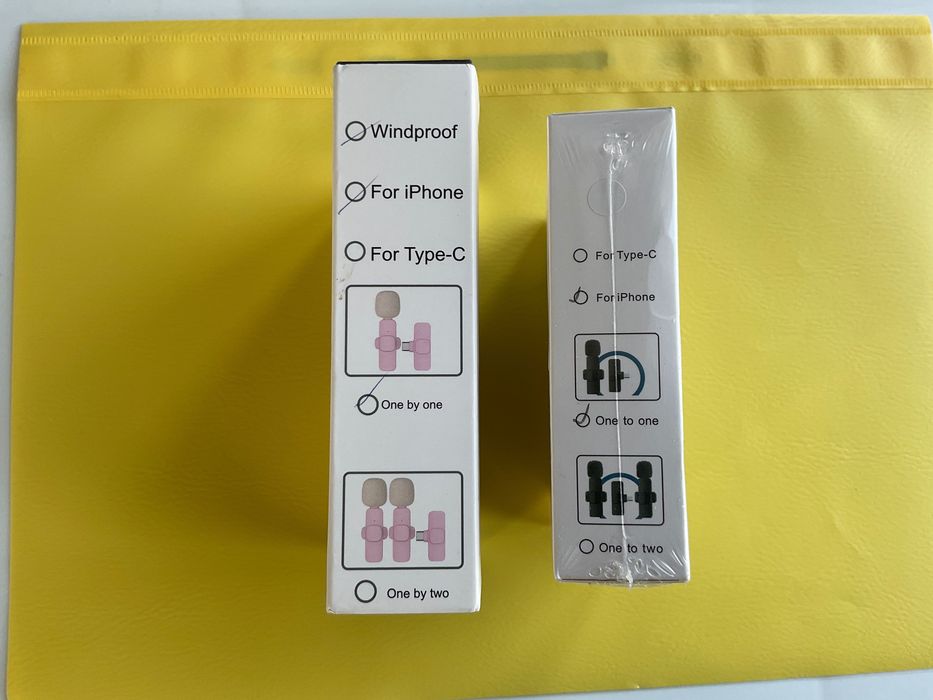 Windproof
For iPhone
For Type-C
One by one
One by two
For Type-C
For iPhone
One to one
One to two